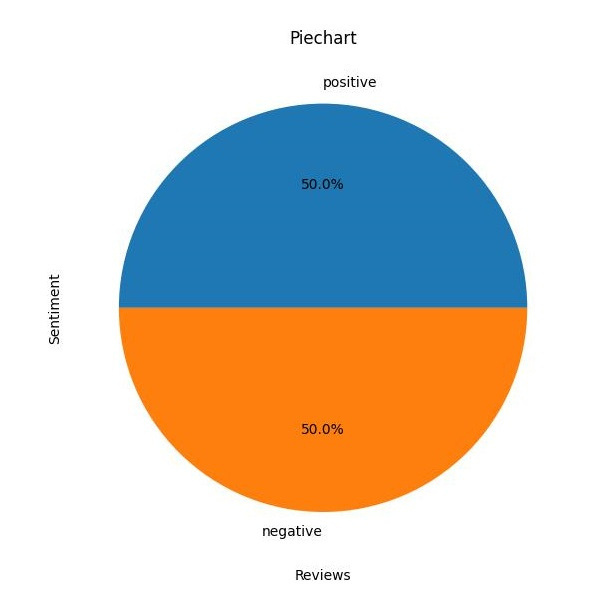 Piechart
positive
50.0%
Sentiment
50.0%
negative
Reviews